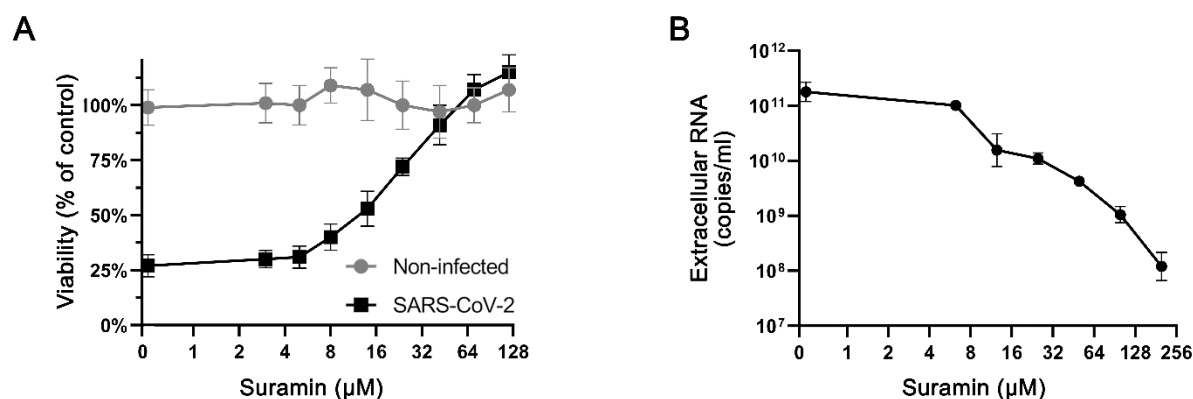 A
Viability (% of control)
100%
75%
50%
25%
0%
Non-infected
SARS-CoV-2
0 1 2 4 8 16 32 64 128
Suramin (μM)
B
Extracellular RNA
(copies/ml)
10¹²
10¹¹
10¹⁰
10⁹
10⁸
10⁷
0 1 2 4 8 16 32 64 128 256
Suramin (μM)